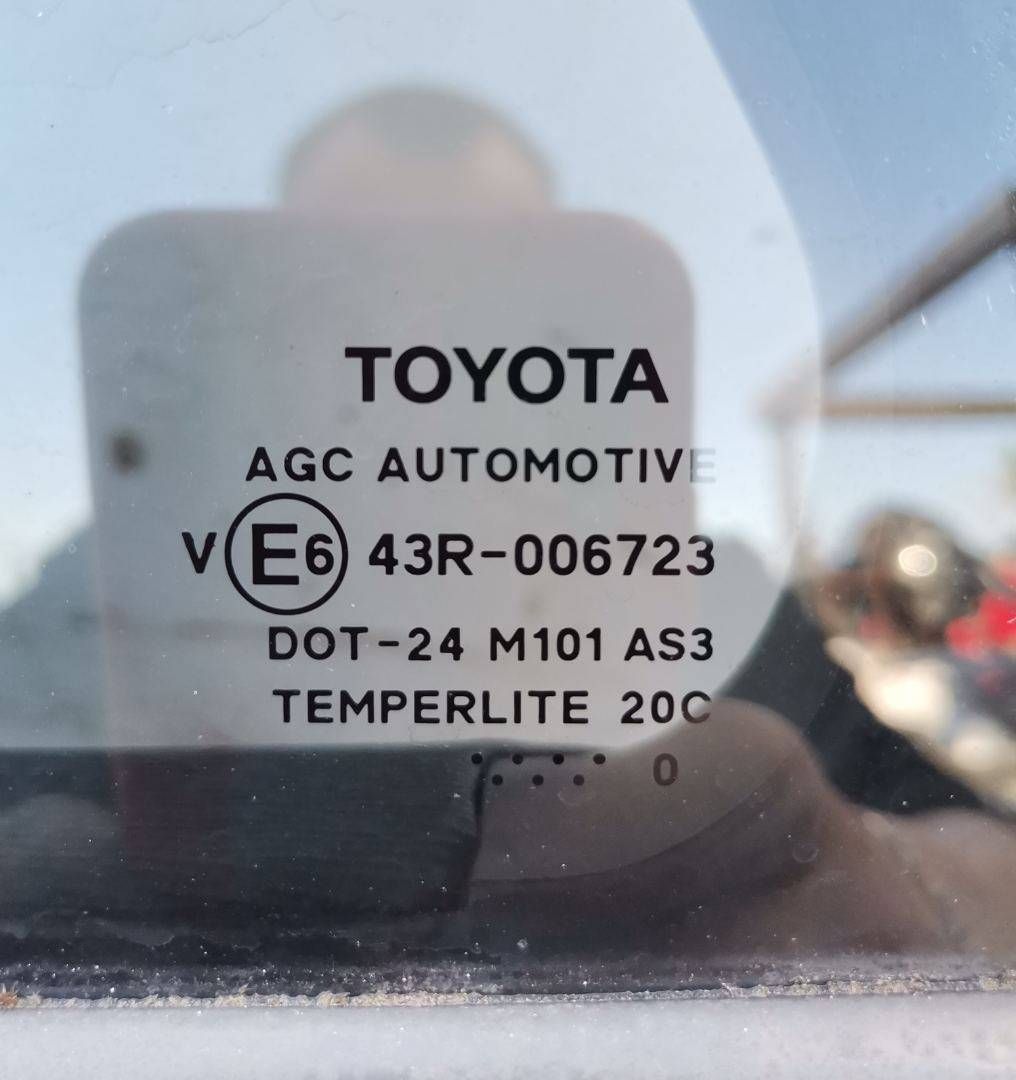 TOYOTA
AGC AUTOMOTIVE
V E6 43R-006723
DOT-24 M101 AS3
TEMPERLITE 20C
0